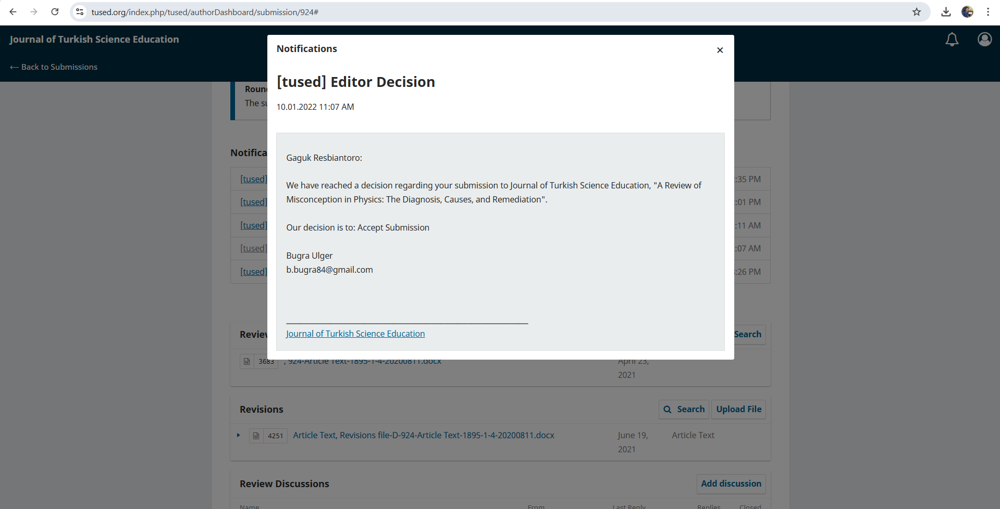 tused.org/index.php/tused/authorDashboard/submission/924#
Journal of Turkish Science Education
← Back to Submissions
Notifications
[tused] Editor Decision
10.01.2022 11:07 AM
Gaguk Resbiantoro:
We have reached a decision regarding your submission to Journal of Turkish Science Education, "A Review of
Misconception in Physics: The Diagnosis, Causes, and Remediation".
Our decision is to: Accept Submission
Bugra Ulger
b.bugra84@gmail.com
Journal of Turkish Science Education
[tused] :35 PM
[tused] :01 PM
[tused] :11 AM
[tused] :07 AM
[tused] :26 PM
Search
3683 , 924-Article Text-1895-1-4-20200811.docx April 23,
2021
Revisions Search Upload File
4251 Article Text, Revisions file-D-924-Article Text-1895-1-4-20200811.docx June 19, Article Text
2021
Review Discussions Add discussion
Name From Last Reply Replies Closed